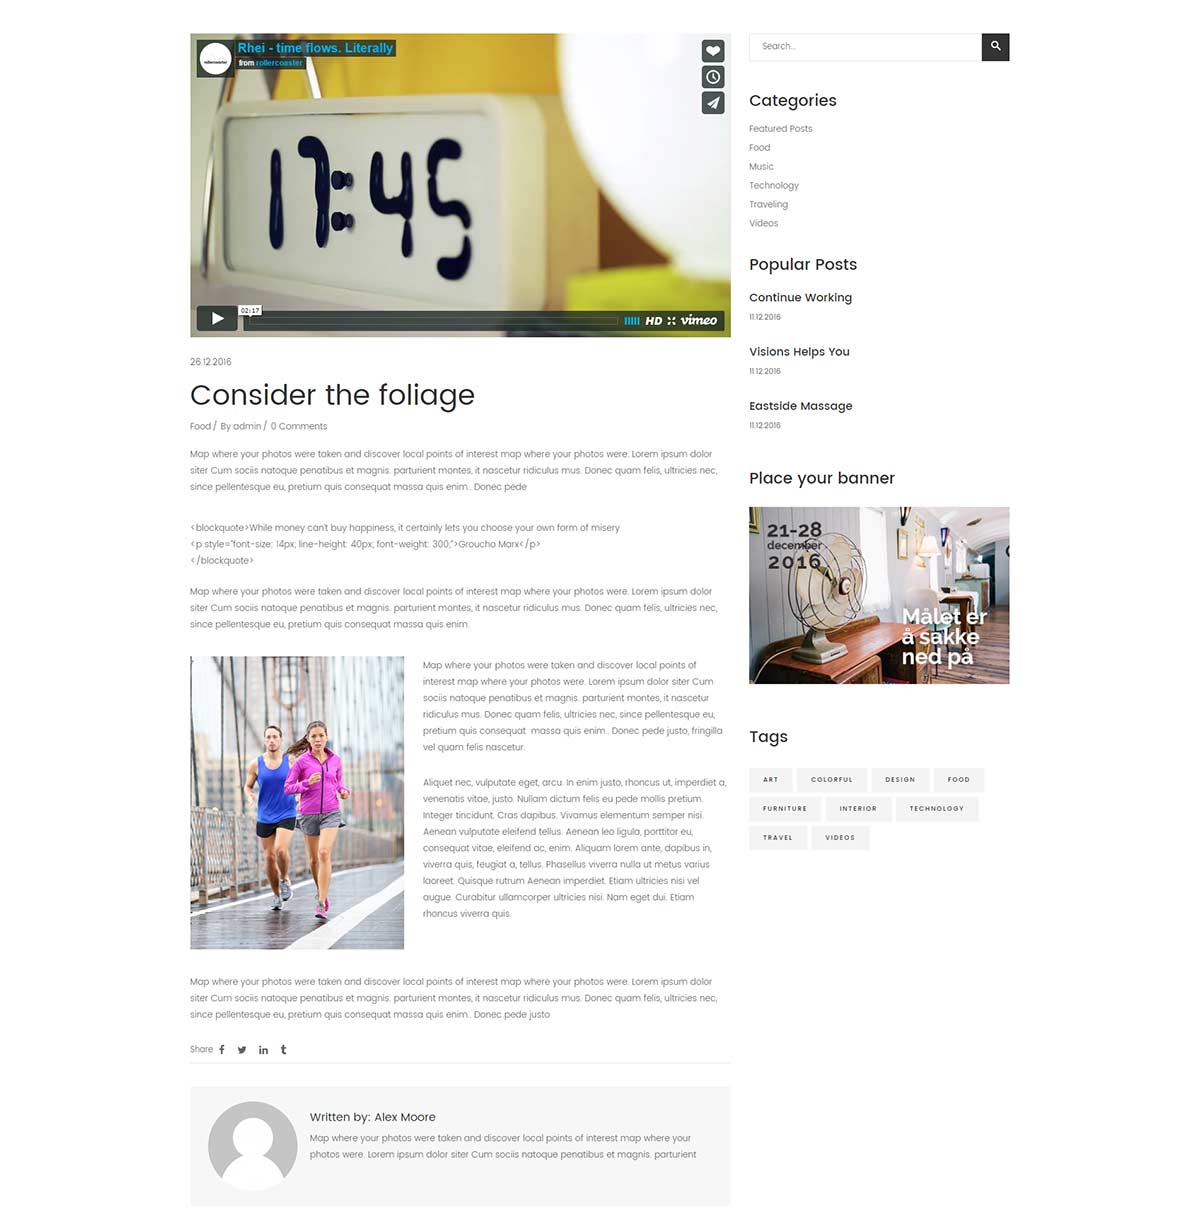 Rhei - time flows. Literally
from rollercoaster
rollercoaster
17:45
02:17
HD vimeo
26.12.2016
Consider the foliage
Food / By admin / 0 Comments
Map where your photos were taken and discover local points of interest map where your photos were. Lorem ipsum dolor
siter Cum sociis natoque penatibus et magnis. parturient montes, it nascetur ridiculus mus. Donec quam felis, ultricies nec,
since pellentesque eu, pretium quis consequat massa quis enim.. Donec pede
<blockquote>While money can't buy happiness, it certainly lets you choose your own form of misery
<p style="font-size: 14px; line-height: 40px; font-weight: 300;">Groucho Marx</p>
</blockquote>
Map where your photos were taken and discover local points of interest map where your photos were. Lorem ipsum dolor
siter Cum sociis natoque penatibus et magnis. parturient montes, it nascetur ridiculus mus. Donec quam felis, ultricies nec,
since pellentesque eu, pretium quis consequat massa quis enim.
Map where your photos were taken and discover local points of
interest map where your photos were. Lorem ipsum dolor siter Cum
sociis natoque penatibus et magnis. parturient montes, it nascetur
ridiculus mus. Donec quam felis, ultricies nec, since pellentesque eu,
pretium quis consequat massa quis enim.. Donec pede justo, fringilla
vel quam felis nascetur.
Aliquet nec, vulputate eget, arcu. In enim justo, rhoncus ut, imperdiet a,
venenatis vitae, justo. Nullam dictum felis eu pede mollis pretium.
Integer tincidunt. Cras dapibus. Vivamus elementum semper nisi.
Aenean vulputate eleifend tellus. Aenean leo ligula, porttitor eu,
consequat vitae, eleifend ac, enim. Aliquam lorem ante, dapibus in,
viverra quis, feugiat a, tellus. Phasellus viverra nulla ut metus varius
laoreet. Quisque rutrum Aenean imperdiet. Etiam ultricies nisi vel
augue. Curabitur ullamcorper ultricies nisi. Nam eget dui. Etiam
rhoncus viverra quis.
Map where your photos were taken and discover local points of interest map where your photos were. Lorem ipsum dolor
siter Cum sociis natoque penatibus et magnis. parturient montes, it nascetur ridiculus mus. Donec quam felis, ultricies nec,
since pellentesque eu, pretium quis consequat massa quis enim.. Donec pede justo
Share
Written by: Alex Moore
Map where your photos were taken and discover local points of interest map where your
photos were. Lorem ipsum dolor siter Cum sociis natoque penatibus et magnis. parturient
Search...
Categories
Featured Posts
Food
Music
Technology
Traveling
Videos
Popular Posts
Continue Working
11.12.2016
Visions Helps You
11.12.2016
Eastside Massage
11.12.2016
Place your banner
21-28
december
2016
Målet er
å sakke
ned på
Tags
ART COLORFUL DESIGN FOOD
FURNITURE INTERIOR TECHNOLOGY
TRAVEL VIDEOS